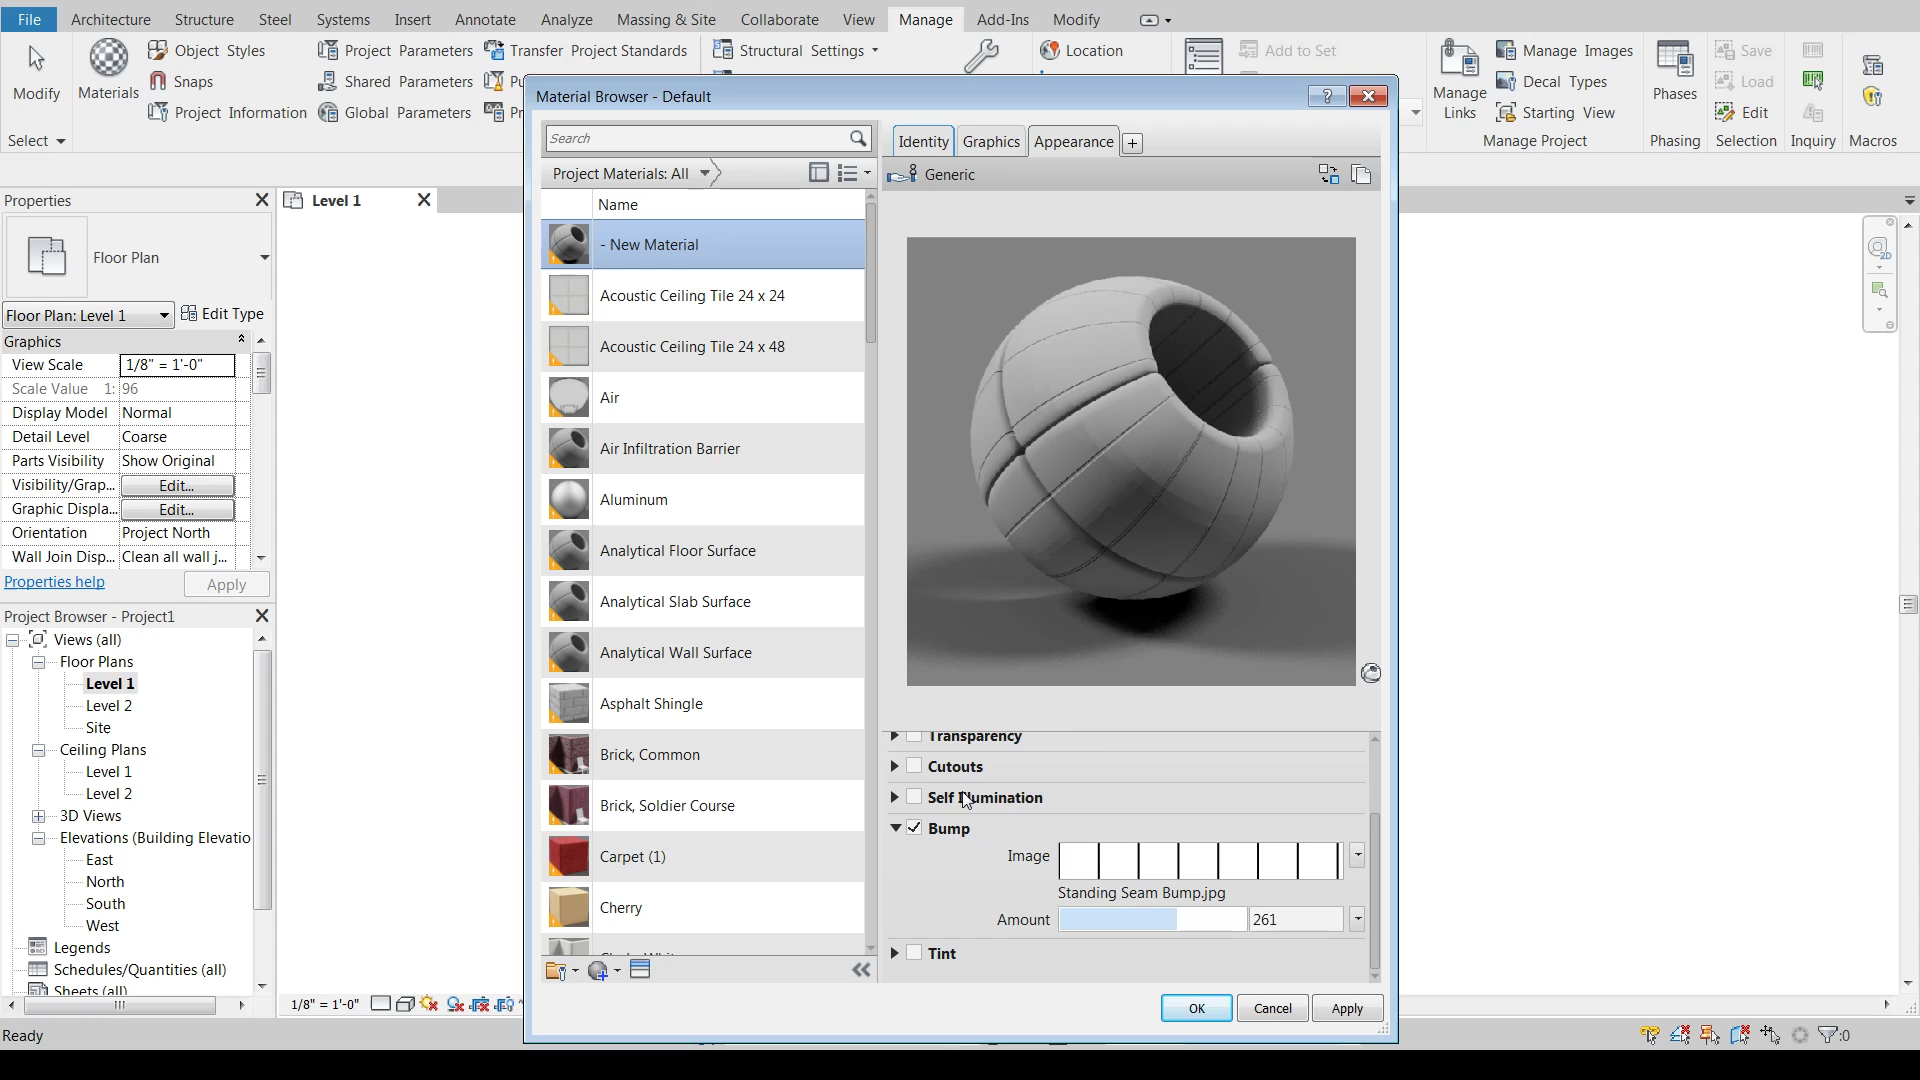 File Architecture Structure Steel Systems Insert Annotate Analyze Massing & Site Collaborate View Manage Add-Ins Modify
Modify
Select
Materials
Object Styles
Snaps
Project Information
Project Parameters
Shared Parameters
Global Parameters
Transfer Project Standards
Structural Settings
Location
Add to Set
Manage Links
Manage Images
Decal Types
Starting View
Manage Project
Phases
Phasing
Save
Load
Edit
Selection
Inquiry
Macros
Properties
Floor Plan
Floor Plan: Level 1
Edit Type
Graphics
View Scale 1/8" = 1'-0"
Scale Value 1: 96
Display Model Normal
Detail Level Coarse
Parts Visibility Show Original
Visibility/Grap... Edit...
Graphic Displa... Edit...
Orientation Project North
Wall Join Disp... Clean all wall j...
Properties help
Apply
Project Browser - Project1
Views (all)
Floor Plans
Level 1
Level 2
Site
Ceiling Plans
Level 1
Level 2
3D Views
Elevations (Building Elevatio
East
North
South
West
Legends
Schedules/Quantities (all)
Sheets (all)
Level 1
1/8" = 1'-0"
Ready
:0
2D
Material Browser - Default
?
Search
Project Materials: All
Name
- New Material
Acoustic Ceiling Tile 24 x 24
Acoustic Ceiling Tile 24 x 48
Air
Air Infiltration Barrier
Aluminum
Analytical Floor Surface
Analytical Slab Surface
Analytical Wall Surface
Asphalt Shingle
Brick, Common
Brick, Soldier Course
Carpet (1)
Cherry
Identity Graphics Appearance +
Generic
Transparency
Cutouts
Self Illumination
Bump
Image
Standing Seam Bump.jpg
Amount 261
Tint
OK Cancel Apply